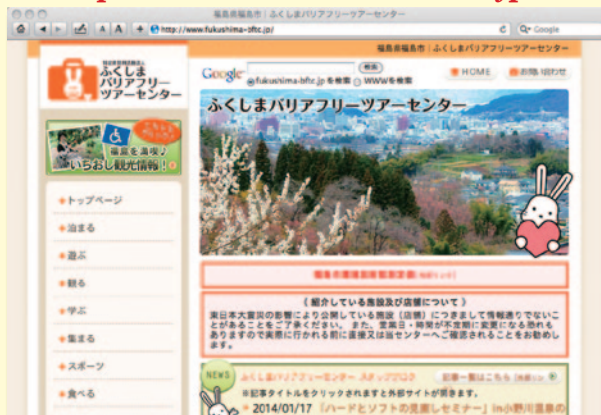 福島県福島市｜ふくしまバリアフリーツアーセンター
http://www.fukushima-bftc.jp/
Google
福島県福島市｜ふくしまバリアフリーツアーセンター
ふくしま
バリアフリー
ツアーセンター
Google
検索
fukushima-bftc.jp を検索 WWWを検索
HOME
お問い合わせ
ふくしまバリアフリーツアーセンター
福島を満喫♪
いちおし観光情報！
トップページ
泊まる
遊ぶ
観る
学ぶ
集まる
スポーツ
食べる
《 紹介している施設及び店舗について 》
東日本大震災の影響により公開している施設（店舗）につきまして情報通りでないこ
とがあることをご了承ください。 また、営業日・時間が不定期に変更になる恐れも
ありますので実際に行かれる前に直接又は当センターへご確認されることをお勧めし
ます。
NEWS
ふくしまバリアフリーツアーセンター スタッフブログ
記事一覧はこちら
※記事タイトルをクリックされますと外部サイトが開きます。
2014/01/17 「ハードとソフトの見直しセミナー」in小野川温泉の